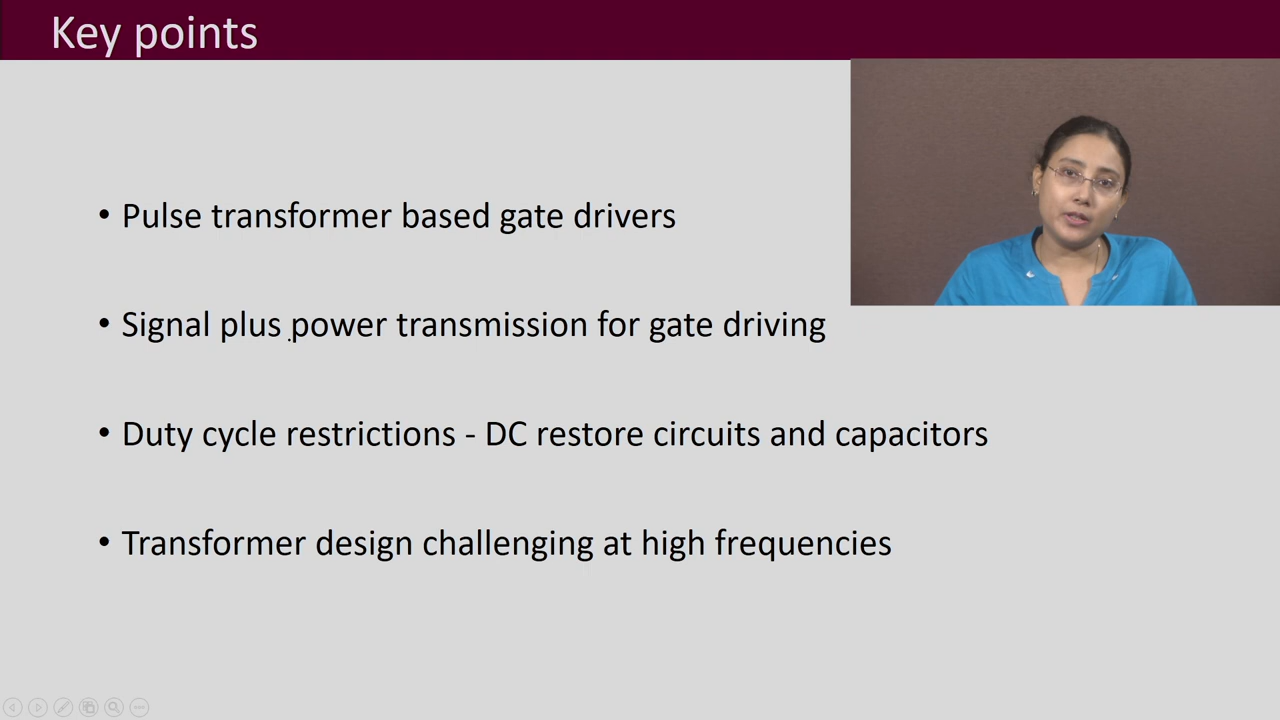 Key points
• Pulse transformer based gate drivers
• Signal plus power transmission for gate driving
• Duty cycle restrictions - DC restore circuits and capacitors
• Transformer design challenging at high frequencies